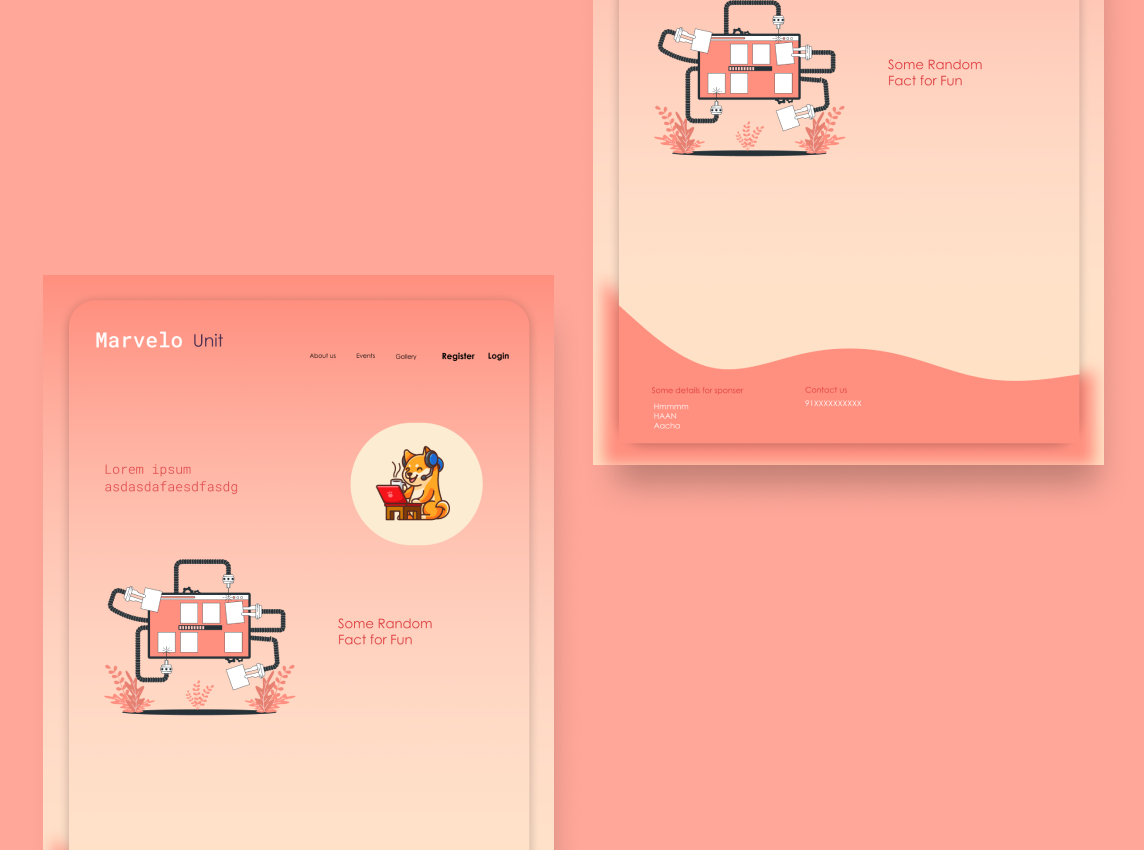 Some Random
Fact for Fun
Some details for sponser
Contact us
Hmmmm
91XXXXXXXXXX
HAAN
Aacho
Marvelo Unit
About us Events Gallery Register Login
Lorem ipsum
asdasdafaesdfasdg
Some Random
Fact for Fun